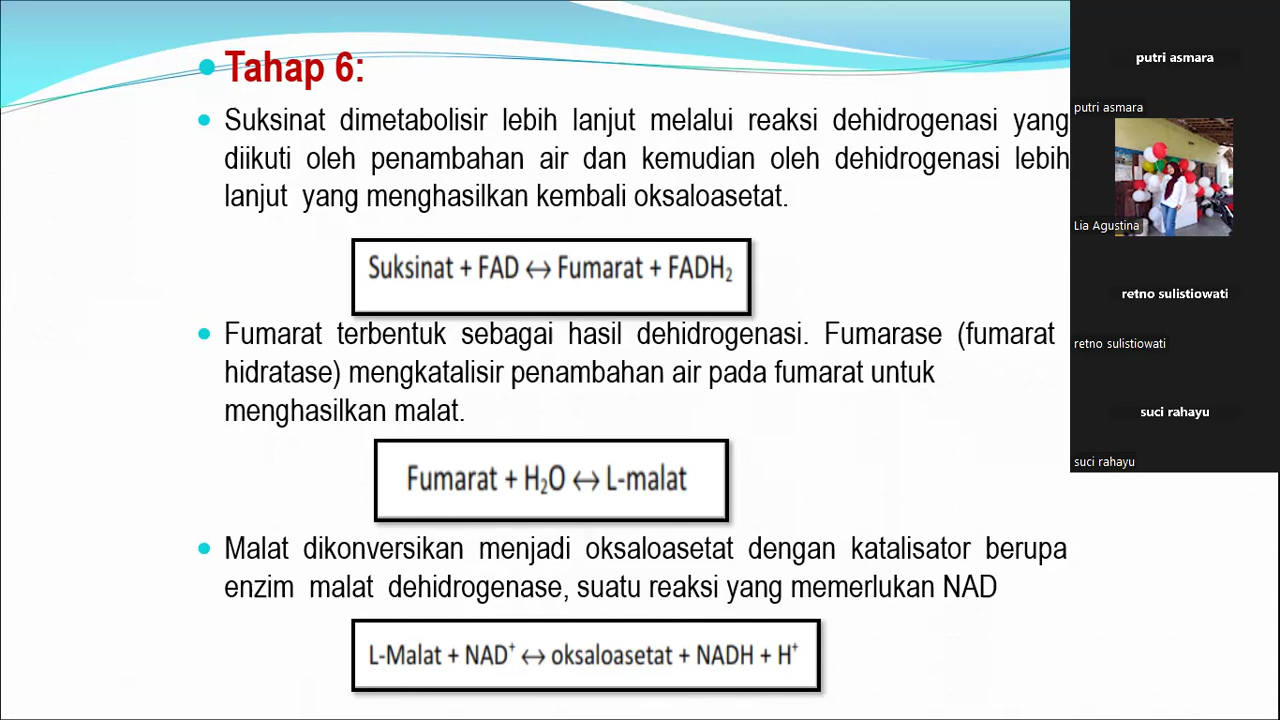 Tahap 6:
Suksinat dimetabolisir lebih lanjut melalui reaksi dehidrogenasi yang
diikuti oleh penambahan air dan kemudian oleh dehidrogenasi lebih
lanjut yang menghasilkan kembali oksaloasetat.
Suksinat + FAD ↔ Fumarat + FADH₂
Fumarat terbentuk sebagai hasil dehidrogenasi. Fumarase (fumarat
hidratase) mengkatalisir penambahan air pada fumarat untuk
menghasilkan malat.
Fumarat + H₂O ↔ L-malat
Malat dikonversikan menjadi oksaloasetat dengan katalisator berupa
enzim malat dehidrogenase, suatu reaksi yang memerlukan NAD
L-Malat + NAD⁺ ↔ oksaloasetat + NADH + H⁺
putri asmara
putri asmara
Lia Agustina
retno sulistiowati
retno sulistiowati
suci rahayu
suci rahayu